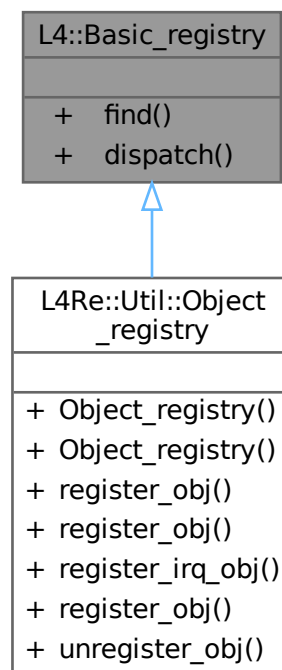 L4::Basic_registry
+ find()
+ dispatch()
L4Re::Util::Object
_registry
+ Object_registry()
+ Object_registry()
+ register_obj()
+ register_obj()
+ register_irq_obj()
+ register_obj()
+ unregister_obj()